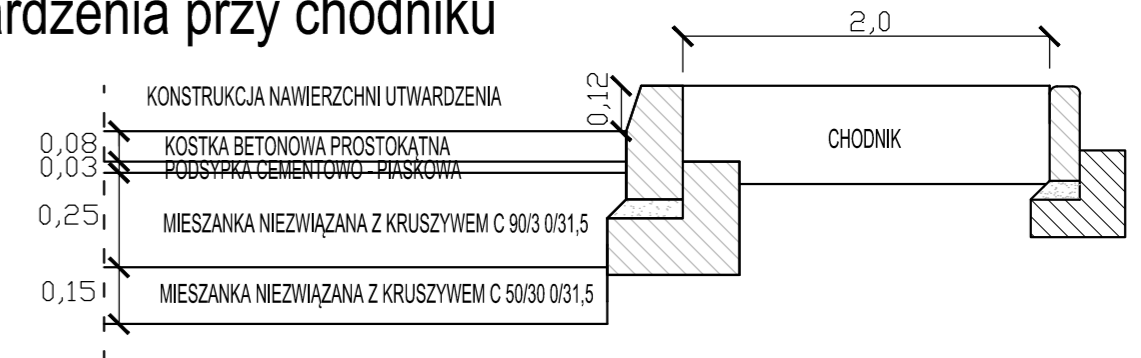 ardzenia przy chodniku
2,0
KONSTRUKCJA NAWIERZCHNI UTWARDZENIA
0,12
0,08 KOSTKA BETONOWA PROSTOKĄTNA
CHODNIK
0,03 PODSYPKA CEMENTOWO - PIASKOWA
0,25 MIESZANKA NIEZWIĄZANA Z KRUSZYWEM C 90/3 0/31,5
0,15 MIESZANKA NIEZWIĄZANA Z KRUSZYWEM C 50/30 0/31,5